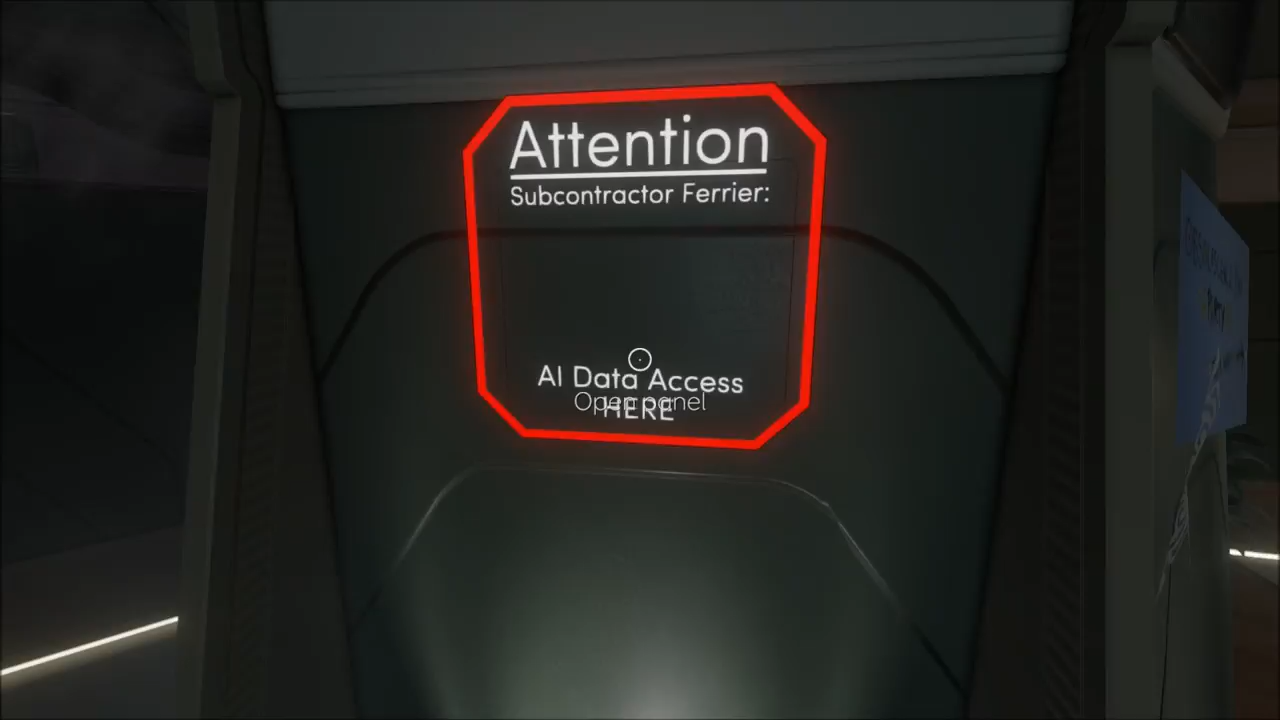 Attention
Subcontractor Ferrier:
AI Data Access
HERE
Open panel